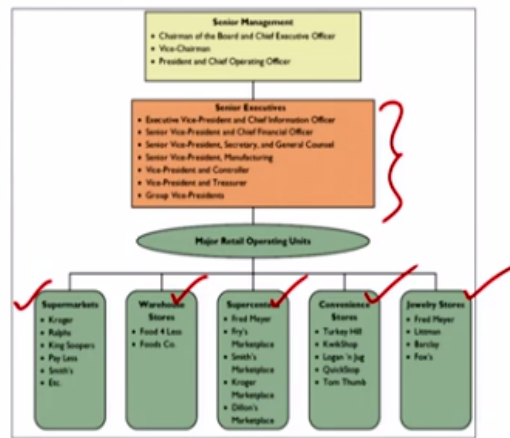 Senior Management
• Chairman of the Board and Chief Executive Officer
• Vice-Chairman
• President and Chief Operating Officer
Senior Executives
• Executive Vice-President and Chief Information Officer
• Senior Vice-President and Chief Financial Officer
• Senior Vice-President, Secretary, and General Counsel
• Senior Vice-President, Manufacturing
• Vice-President and Controller
• Vice-President and Treasurer
• Group Vice-Presidents
Major Retail Operating Units
Supermarkets
• Kroger
• Ralphs
• King Soopers
• Pay Less
• Smith's
• Etc.
Warehouse
Stores
• Food 4 Less
• Foods Co.
• Fred Meyer
• Fry's
Marketplace
• Smith's
Marketplace
• Kroger
Marketplace
• Dillon's
Marketplace
Convenience
Stores
• Turkey Hill
• KwikShop
• Logan 'n Jug
• QuickStop
• Tom Thumb
Jewelry Stores
• Fred Meyer
• Littman
• Barclay
• Fox's